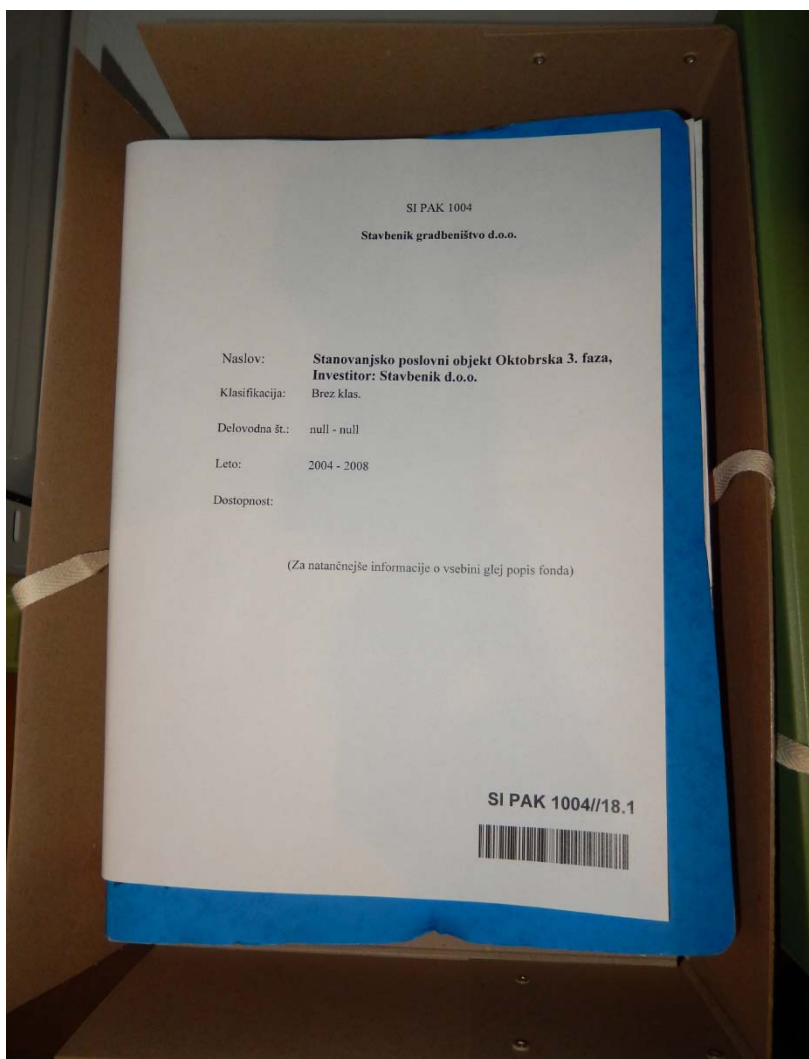 SI PAK 1004
Stavbenik gradbeništvo d.o.o.
Naslov: Stanovanjsko poslovni objekt Oktobrska 3. faza,
Investitor: Stavbenik d.o.o.
Klasifikacija: Brez klas.
Delovodna št.: null - null
Leto: 2004 - 2008
Dostopnost:
(Za natančnejše informacije o vsebini glej popis fonda)
SI PAK 1004//18.1